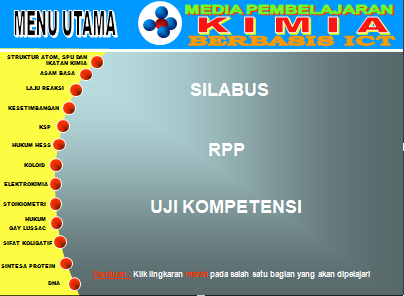 MENU UTAMA
MEDIA PEMBELAJARAN
KIMIA
BERBASIS ICT
STRUKTUR ATOM, SPU DAN
IKATAN KIMIA
ASAM BASA
LAJU REAKSI
KESETIMBANGAN
KSP
HUKUM HESS
KOLOID
ELEKTROKIMIA
STOIKIOMETRI
HUKUM
GAY LUSSAC
SIFAT KOLIGATIF
SINTESA PROTEIN
DNA
SILABUS
RPP
UJI KOMPETENSI
Panduan : Klik lingkaran merah pada salah satu bagian yang akan dipelajari